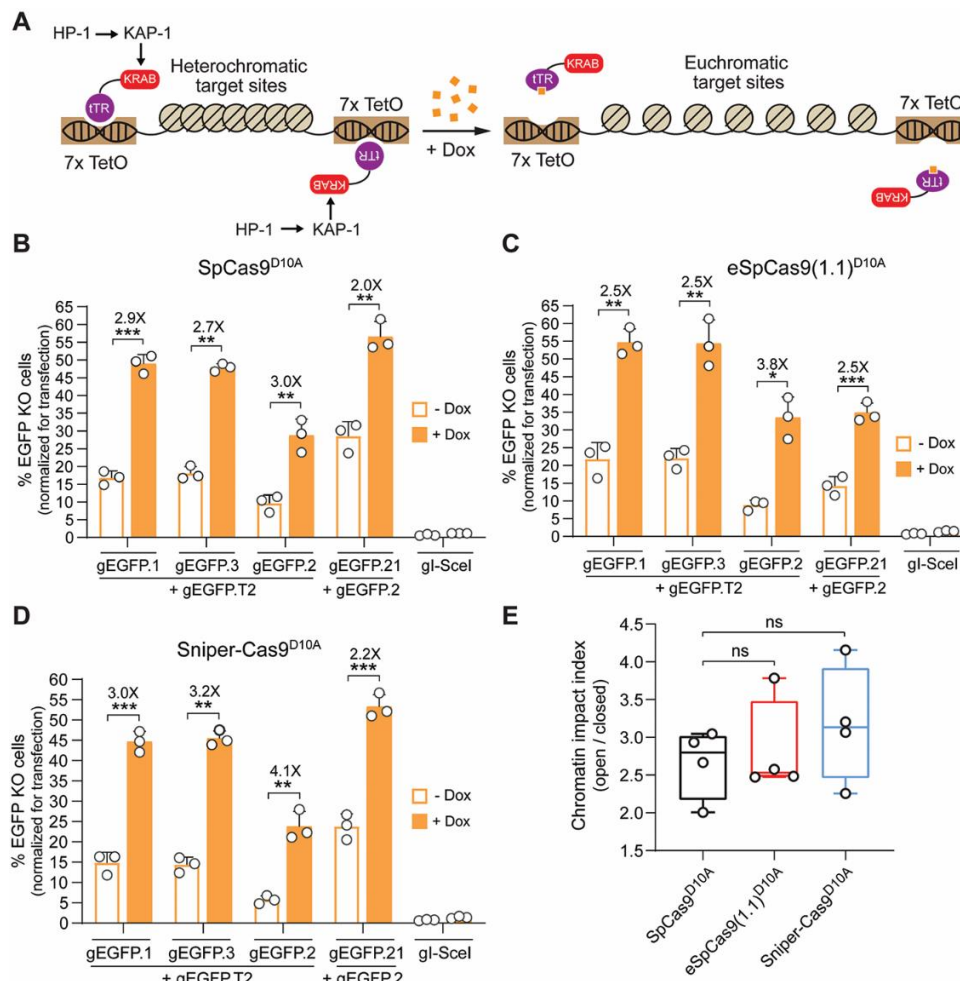 A
HP-1 → KAP-1
KRAB
tTR
Heterochromatic
target sites
7x TetO
7x TetO
tTR
KRAB
HP-1 → KAP-1
+ Dox
tTR
KRAB
Euchromatic
target sites
7x TetO
7x TetO
tTR
KRAB
B
SpCas9D10A
% EGFP KO cells
(normalized for transfection)
65
60
55
50
45
40
35
30
25
20
15
10
5
0
2.9X
***
2.7X
**
3.0X
**
2.0X
**
- Dox
+ Dox
gEGFP.1
gEGFP.3
gEGFP.2
gEGFP.21
gI-SceI
+ gEGFP.T2
+ gEGFP.2
C
eSpCas9(1.1)D10A
% EGFP KO cells
(normalized for transfection)
65
60
55
50
45
40
35
30
25
20
15
10
5
0
2.5X
**
2.5X
**
3.8X
*
2.5X
***
- Dox
+ Dox
gEGFP.1
gEGFP.3
gEGFP.2
gEGFP.21
gI-SceI
+ gEGFP.T2
+ gEGFP.2
D
Sniper-Cas9D10A
% EGFP KO cells
(normalized for transfection)
65
60
55
50
45
40
35
30
25
20
15
10
5
0
3.0X
***
3.2X
**
4.1X
**
2.2X
***
- Dox
+ Dox
gEGFP.1
gEGFP.3
gEGFP.2
gEGFP.21
gI-SceI
+ gEGFP.T2
+ gEGFP.2
E
Chromatin impact index
(open / closed)
4.5
4.0
3.5
3.0
2.5
2.0
1.5
ns
ns
SpCas9D10A
eSpCas9(1.1)D10A
Sniper-Cas9D10A